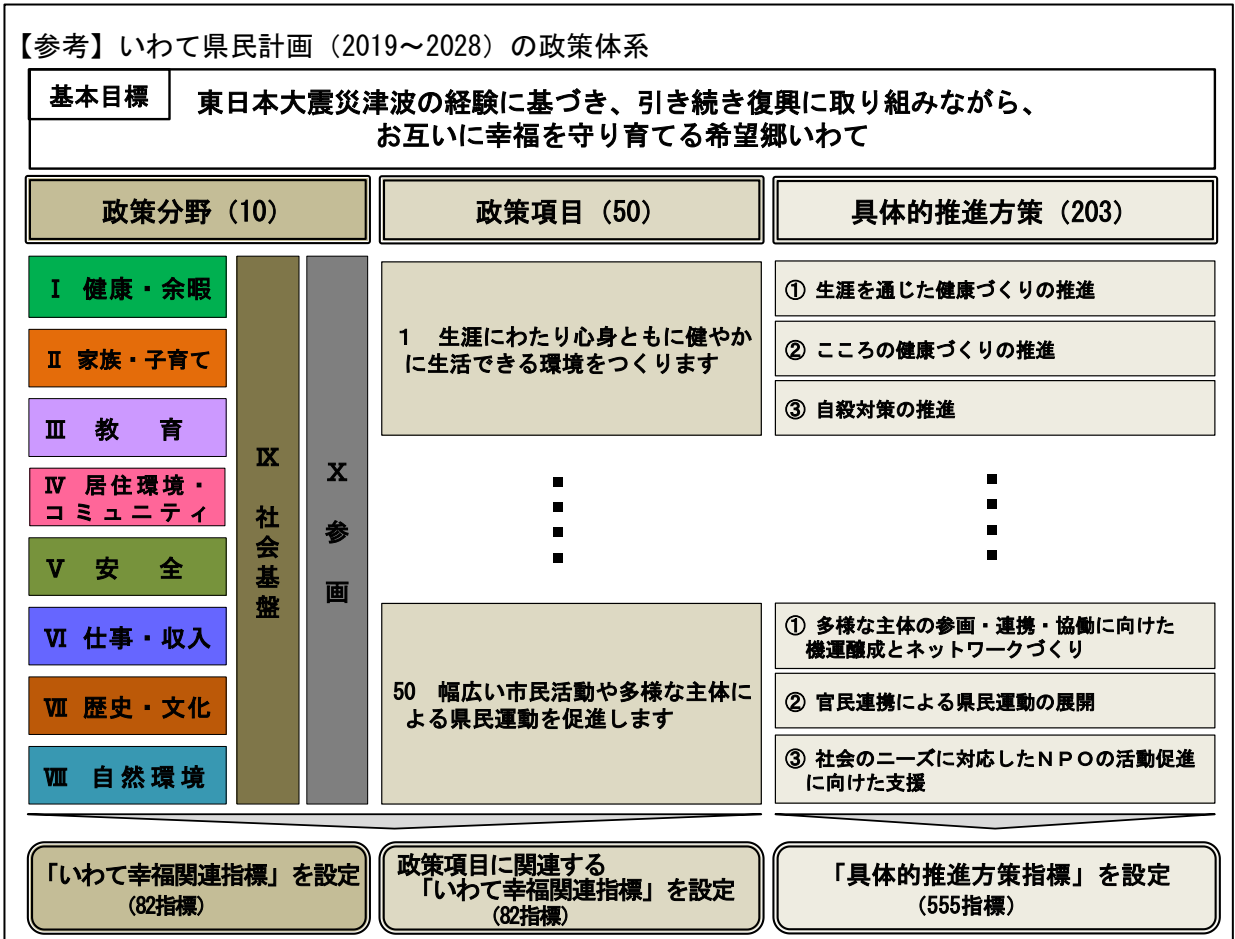 【参考】いわて県民計画（2019～2028）の政策体系
基本目標
東日本大震災津波の経験に基づき、引き続き復興に取り組みながら、
お互いに幸福を守り育てる希望郷いわて
政策分野（10）
政策項目（50）
具体的推進方策（203）
Ⅰ 健康・余暇
Ⅱ 家族・子育て
Ⅲ 教 育
Ⅳ 居住環境・
コミュニティ
Ⅴ 安 全
Ⅵ 仕事・収入
Ⅶ 歴史・文化
Ⅷ 自然環境
Ⅸ 社会基盤
Ⅹ 参画
1 生涯にわたり心身ともに健やか
に生活できる環境をつくります
50 幅広い市民活動や多様な主体に
よる県民運動を促進します
① 生涯を通じた健康づくりの推進
② こころの健康づくりの推進
③ 自殺対策の推進
① 多様な主体の参画・連携・協働に向けた
機運醸成とネットワークづくり
② 官民連携による県民運動の展開
③ 社会のニーズに対応したＮＰＯの活動促進
に向けた支援
「いわて幸福関連指標」を設定
(82指標)
政策項目に関連する
「いわて幸福関連指標」を設定
(82指標)
「具体的推進方策指標」を設定
(555指標)